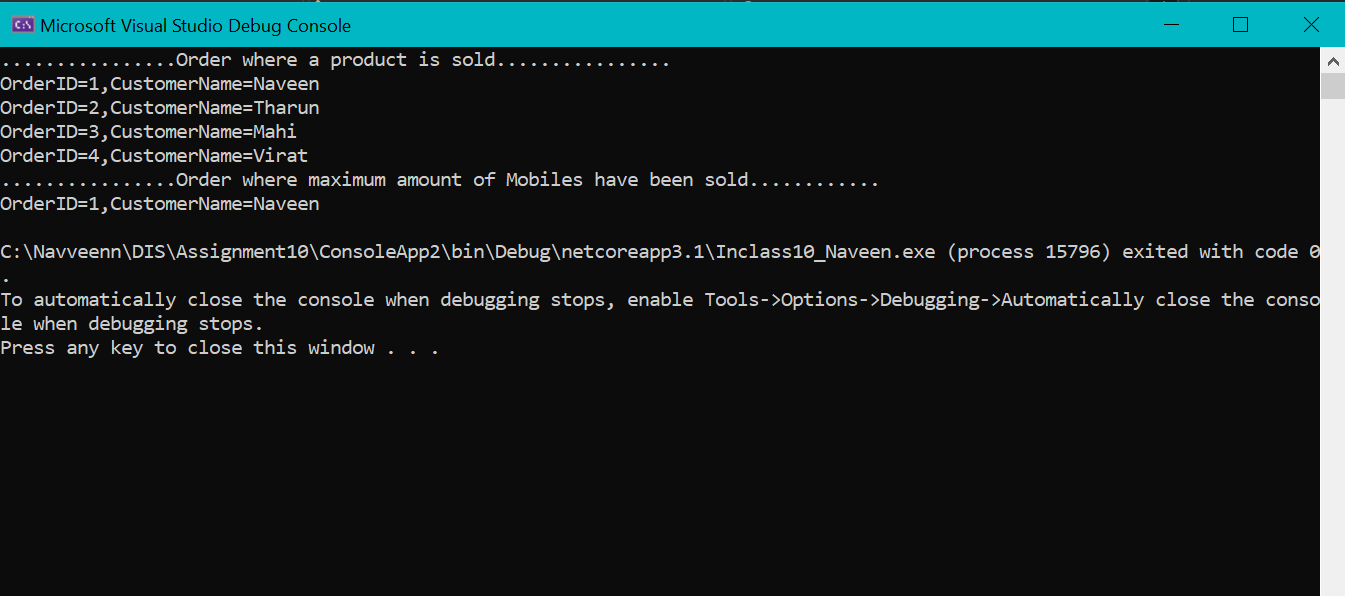 Microsoft Visual Studio Debug Console
................Order where a product is sold................
OrderID=1,CustomerName=Naveen
OrderID=2,CustomerName=Tharun
OrderID=3,CustomerName=Mahi
OrderID=4,CustomerName=Virat
................Order where maximum amount of Mobiles have been sold............
OrderID=1,CustomerName=Naveen
C:\Navveenn\DIS\Assignment10\ConsoleApp2\bin\Debug\netcoreapp3.1\Inclass10_Naveen.exe (process 15796) exited with code 0
.
To automatically close the console when debugging stops, enable Tools->Options->Debugging->Automatically close the conso
le when debugging stops.
Press any key to close this window . . .